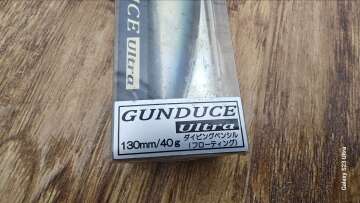 CE Ultra
GUNDUCE
Ultra
130mm/40g
ダイビングペンシル
(フローティング)
Galaxy S23 Ultra